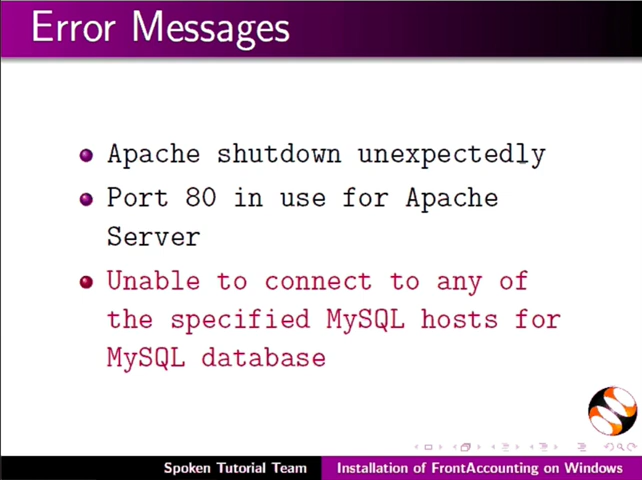 Error Messages
Apache shutdown unexpectedly
Port 80 in use for Apache
Server
Unable to connect to any of
the specified MySQL hosts for
MySQL database
Spoken Tutorial Team
Installation of FrontAccounting on Windows